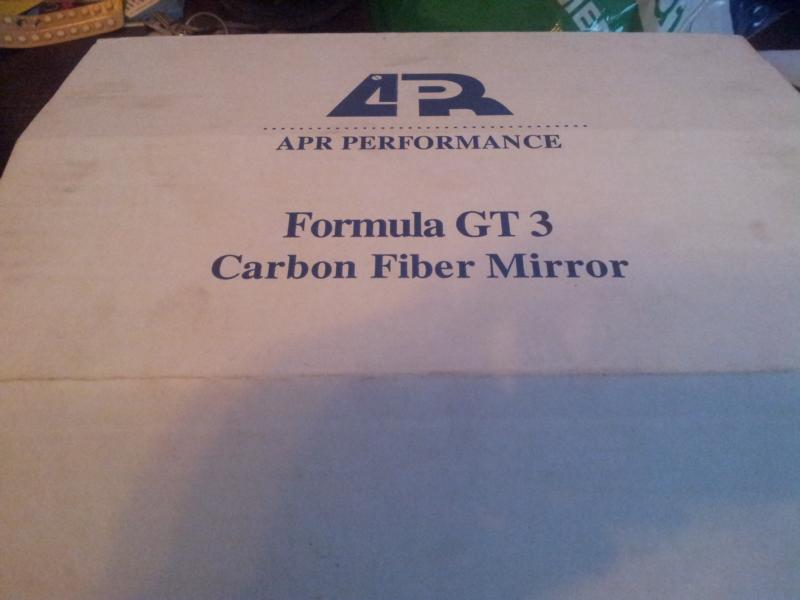 APR
APR PERFORMANCE
Formula GT 3
Carbon Fiber Mirror